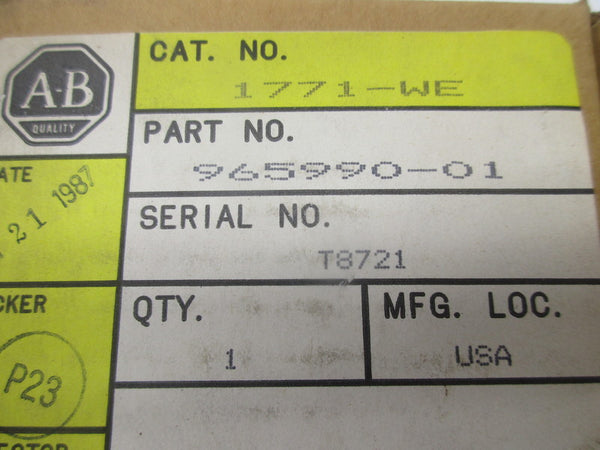 A-B
QUALITY
CAT. NO.
1771-WE
PART NO.
965990-01
ATE
21 1987
SERIAL NO.
T8721
CKER
P23
QTY.
1
MFG. LOC.
USA